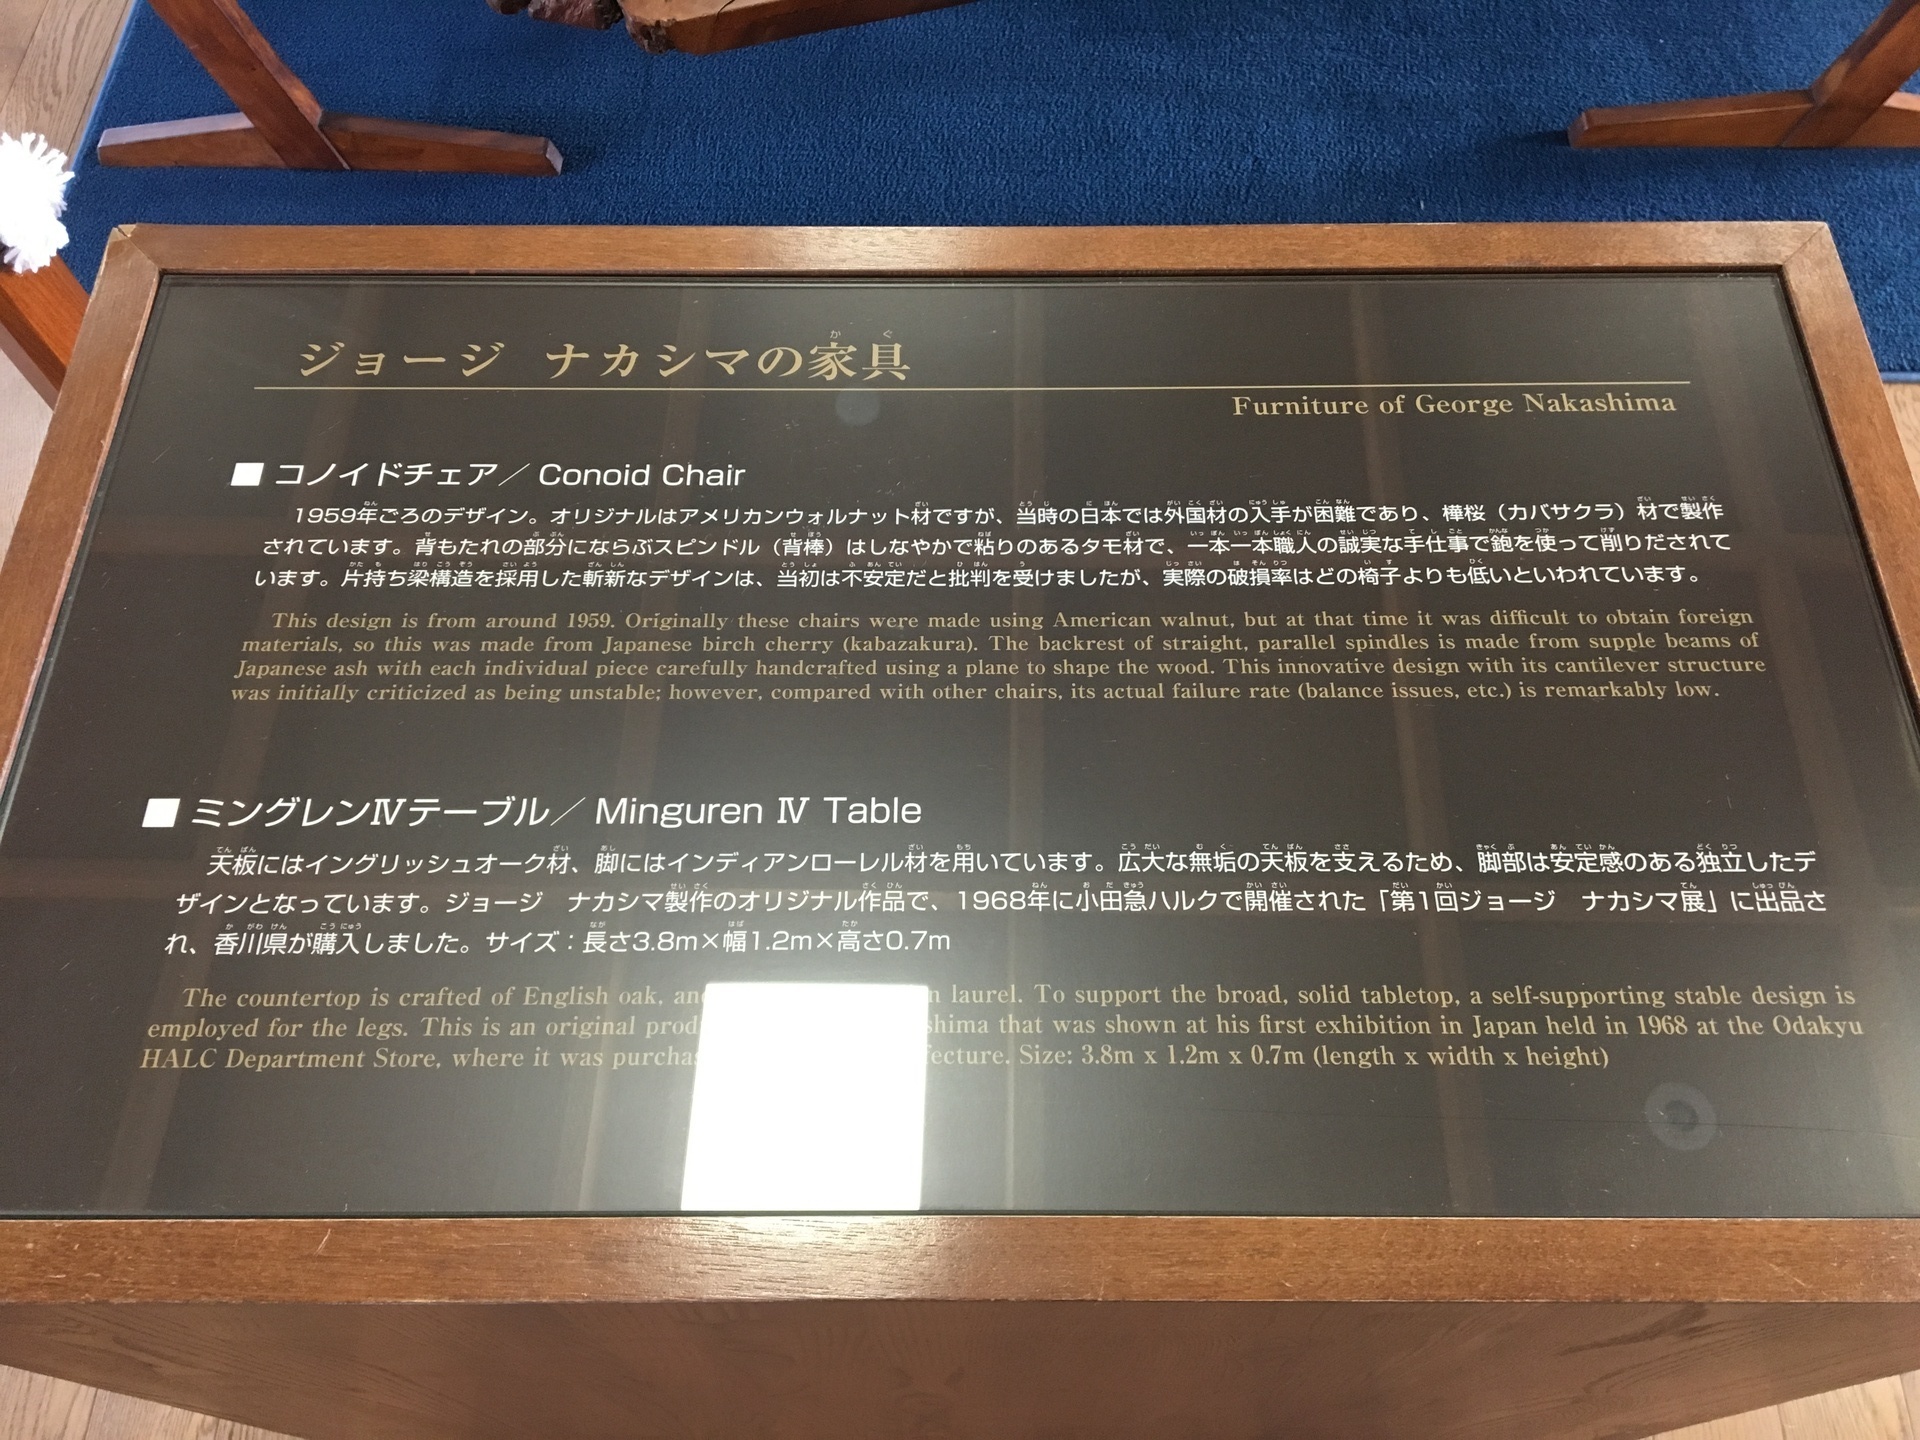 ジョージ ナカシマの家具
Furniture of George Nakashima
■ コノイドチェア／ Conoid Chair
1959年ごろのデザイン。オリジナルはアメリカンウォルナット材ですが、当時の日本では外国材の入手が困難であり、樺桜（カバサクラ）材で製作
されています。背もたれの部分にならぶスピンドル（背棒）はしなやかで粘りのあるタモ材で、一本一本職人の誠実な手仕事で鉋を使って削りだされて
います。片持ち梁構造を採用した斬新なデザインは、当初は不安定だと批判を受けましたが、実際の破損率はどの椅子よりも低いといわれています。
This design is from around 1959. Originally these chairs were made using American walnut, but at that time it was difficult to obtain foreign
materials, so this was made from Japanese birch cherry (kabazakura). The backrest of straight, parallel spindles is made from supple beams of
Japanese ash with each individual piece carefully handcrafted using a plane to shape the wood. This innovative design with its cantilever structure
was initially criticized as being unstable; however, compared with other chairs, its actual failure rate (balance issues, etc.) is remarkably low.
■ ミングレンⅣテーブル／ Minguren Ⅳ Table
天板にはイングリッシュオーク材、脚にはインディアンローレル材を用いています。広大な無垢の天板を支えるため、脚部は安定感のある独立したデ
ザインとなっています。ジョージ ナカシマ製作のオリジナル作品で、1968年に小田急ハルクで開催された「第1回ジョージ ナカシマ展」に出品さ
れ、香川県が購入しました。サイズ：長さ3.8m×幅1.2m×高さ0.7m
The countertop is crafted of English oak, laurel. To support the broad, solid tabletop, a self-supporting stable design is
employed for the legs. This is an original that was shown at his first exhibition in Japan held in 1968 at the Odakyu
HALC Department Store, where it was Size: 3.8m x 1.2m x 0.7m (length x width x height)